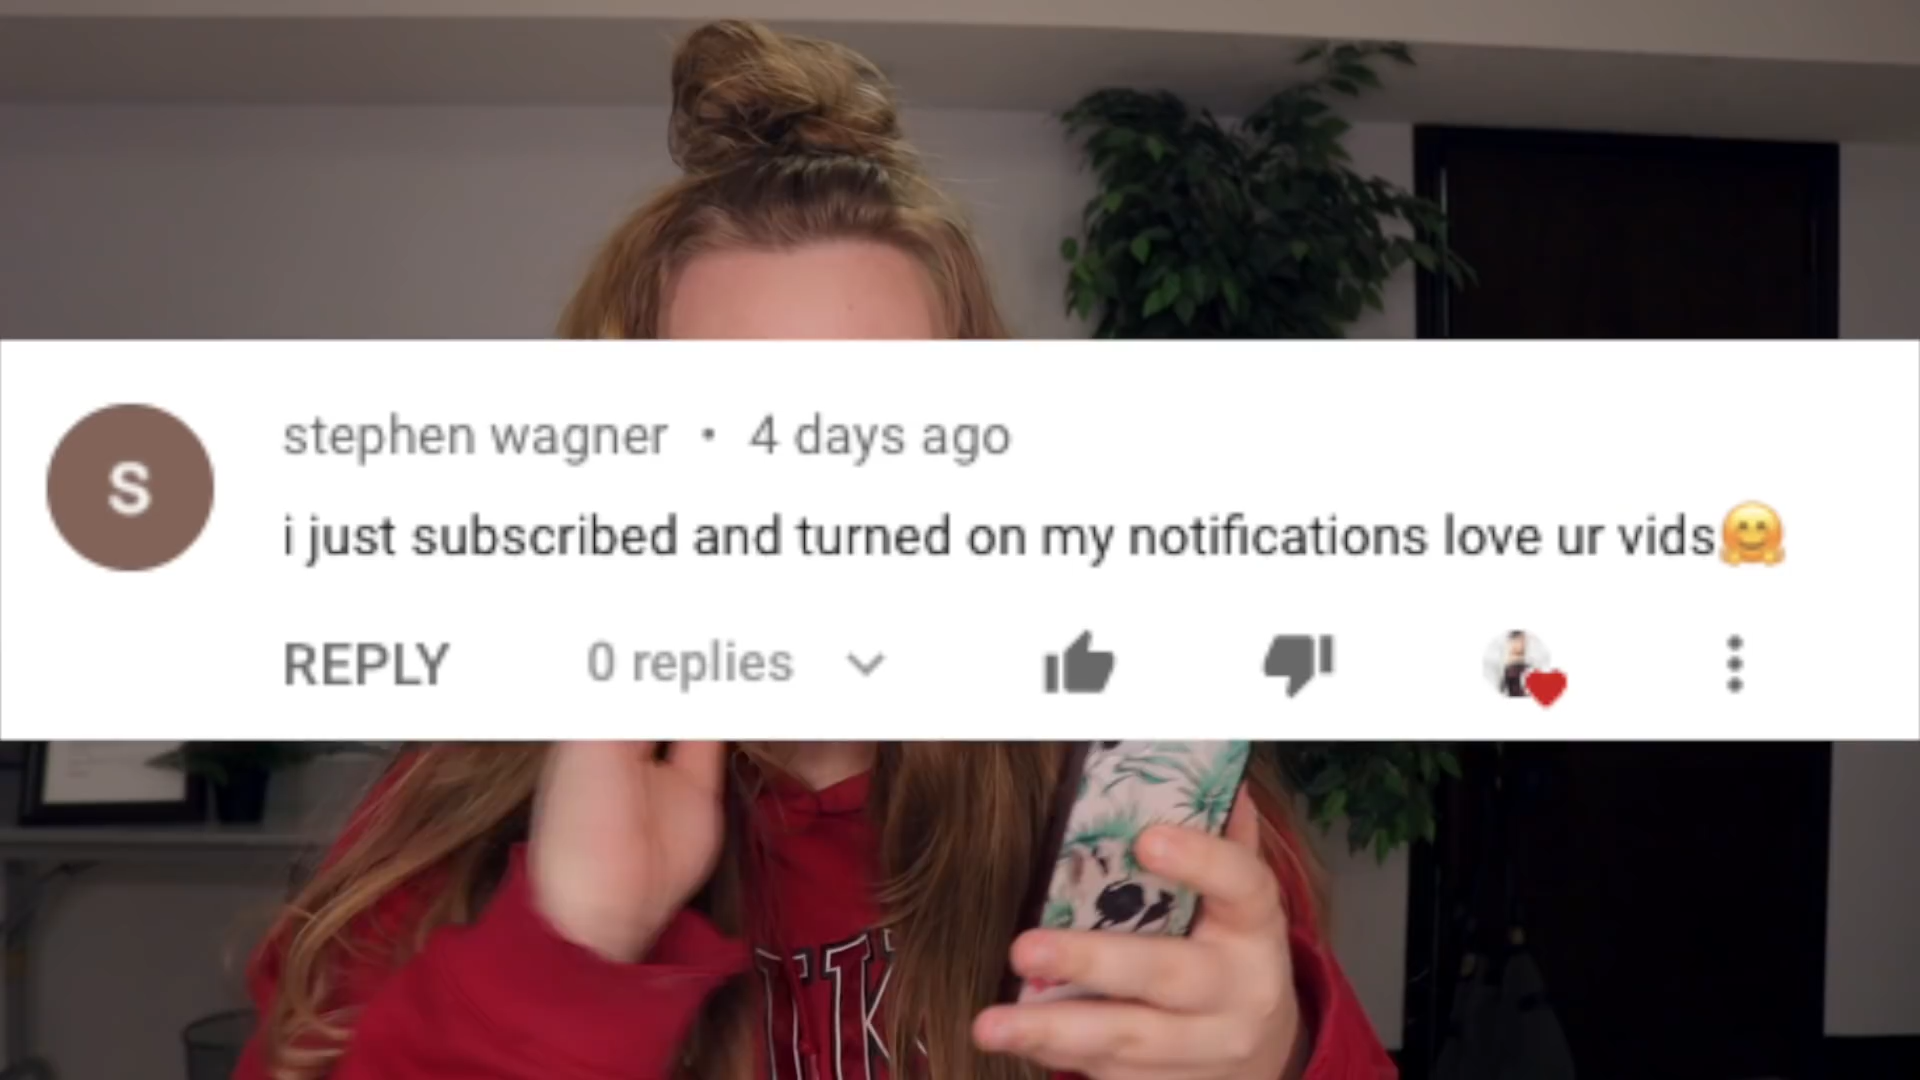 S
stephen wagner • 4 days ago
i just subscribed and turned on my notifications love ur vids🤗
REPLY 0 replies